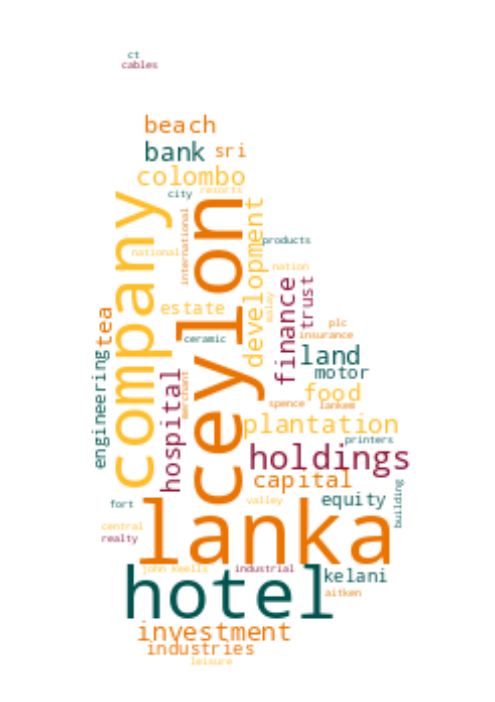 ct
cables
beach
bank sri
colombo
city resorts
company
ceylon
international
national
development
products
nation
malay
estate
finance
trust
plc
insurance
tea
ceramic
land
motor
engineering
hospital
merchant
food
spence lankem
plantation
printers
holdings
capital
building
fort
valley
equity
lanka
central
realty
john keells
industrial
kelani
hotel
aitken
investment
industries
leisure